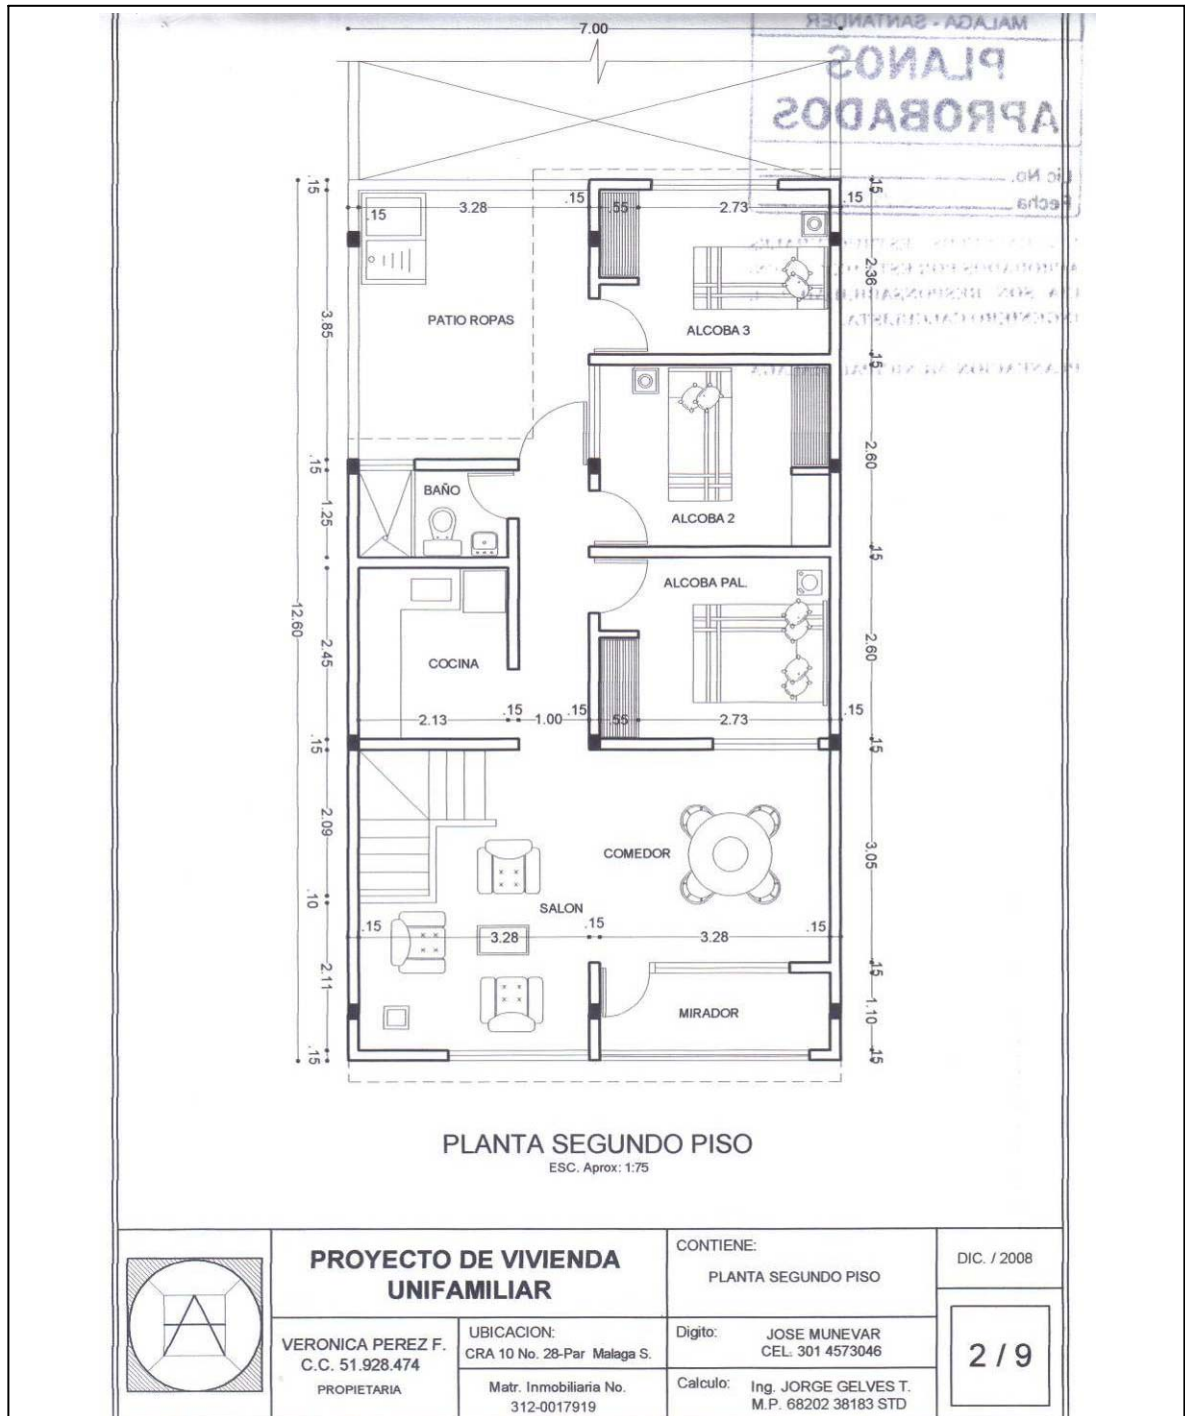 7.00
MALAGA - SANTANDER
PLANOS
APROBADOS
Lic No.
Fecha
.15
.15
3.28
.15
.55
2.73
.15
.15
2.36
3.85
PATIO ROPAS
ALCOBA 3
.15
.15
BAÑO
1.25
2.60
ALCOBA 2
.15
ALCOBA PAL.
12.60
2.45
COCINA
2.60
2.13
.15
1.00
.15
.55
2.73
.15
.15
.15
2.09
COMEDOR
3.05
.10
SALON
.15
3.28
.15
3.28
.15
.15
2.11
MIRADOR
1.10
.15
.15
PLANTA SEGUNDO PISO
ESC. Aprox: 1:75
PROYECTO DE VIVIENDA
UNIFAMILIAR
CONTIENE:
PLANTA SEGUNDO PISO
DIC. / 2008
VERONICA PEREZ F.
C.C. 51.928.474
PROPIETARIA
UBICACION:
CRA 10 No. 28-Par Malaga S.
Matr. Inmobiliaria No.
312-0017919
Digito: JOSE MUNEVAR
CEL: 301 4573046
Calculo: Ing. JORGE GELVES T.
M.P. 68202 38183 STD
2 / 9